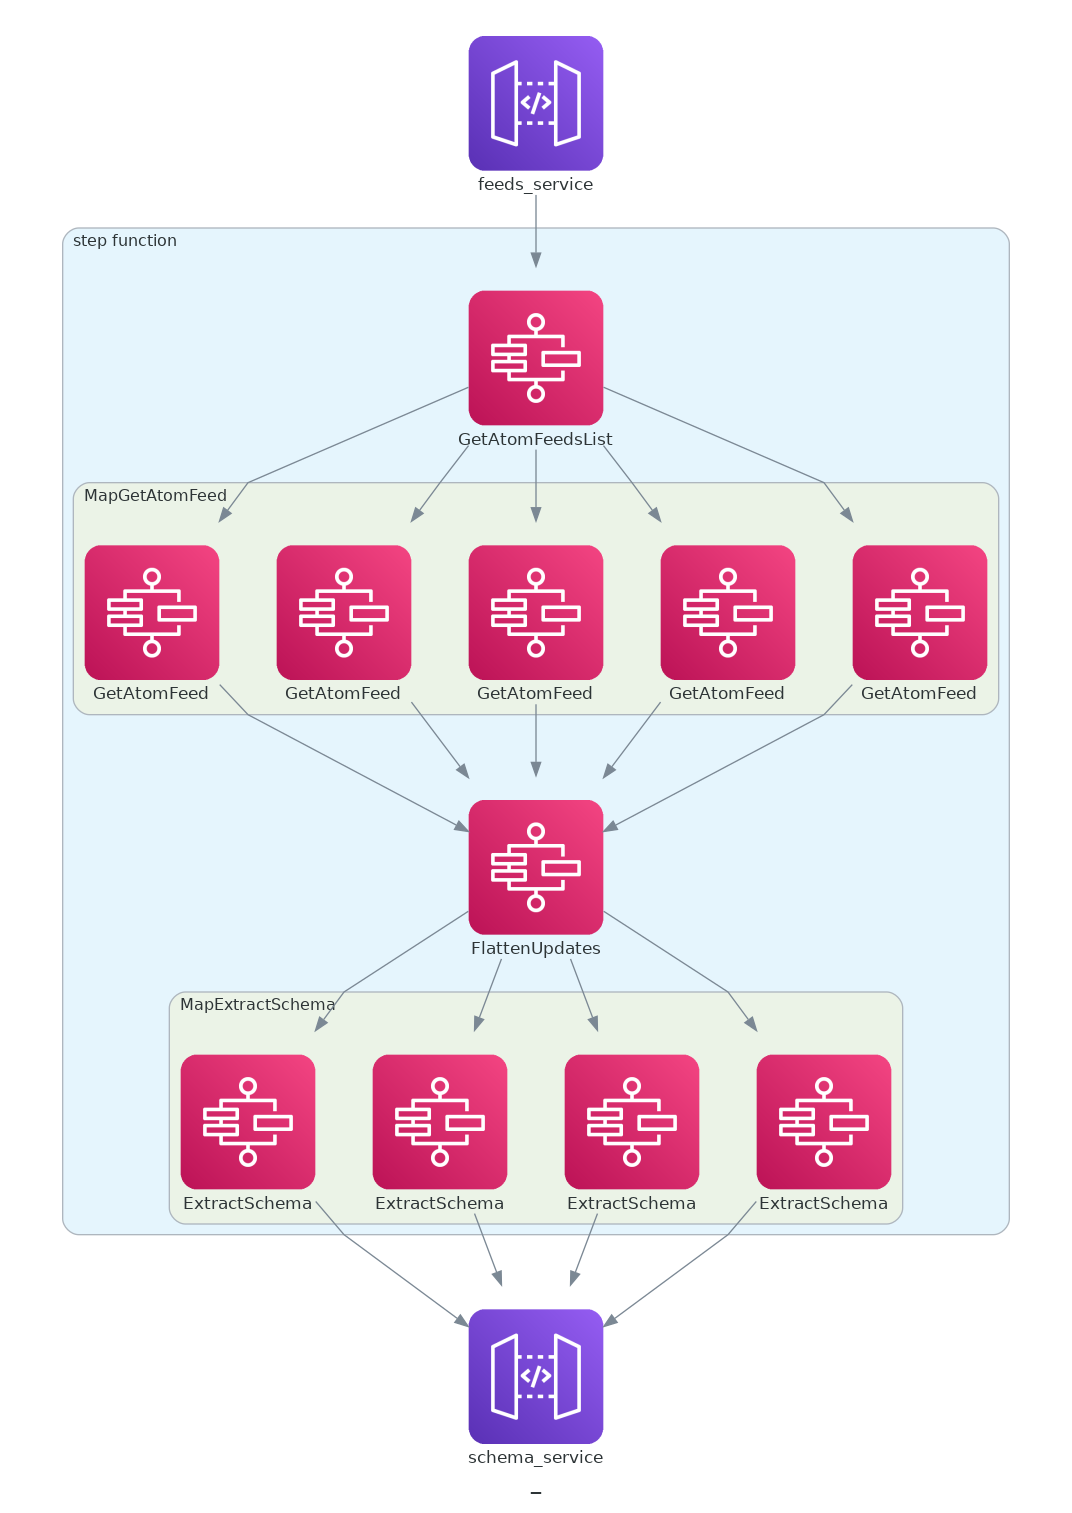 feeds_service
step function
GetAtomFeedsList
MapGetAtomFeed
GetAtomFeed
GetAtomFeed
GetAtomFeed
GetAtomFeed
GetAtomFeed
FlattenUpdates
MapExtractSchema
ExtractSchema
ExtractSchema
ExtractSchema
ExtractSchema
schema_service
_